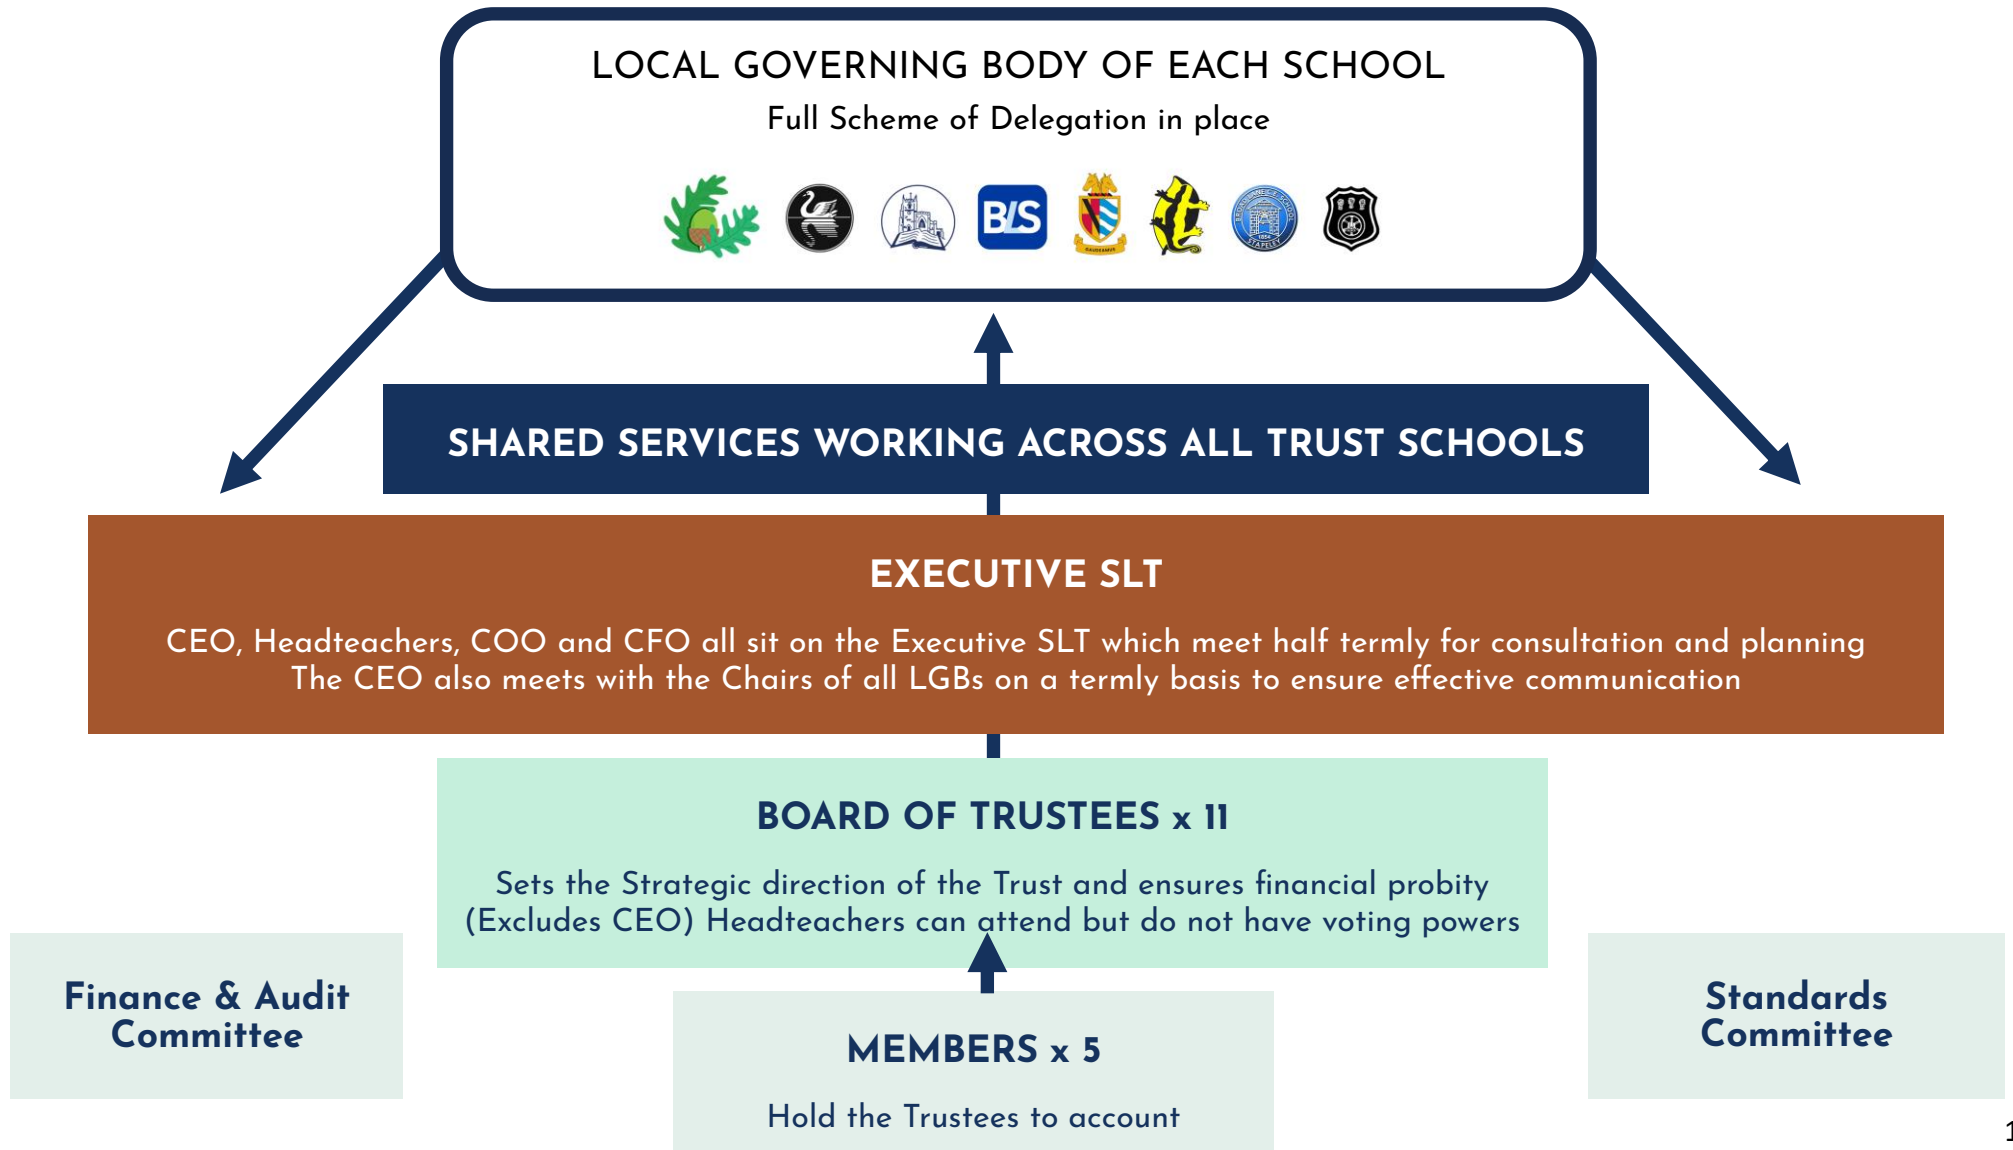 LOCAL GOVERNING BODY OF EACH SCHOOL
Full Scheme of Delegation in place
BLS
GAUDEAMUS
1854
STAPELEY
SHARED SERVICES WORKING ACROSS ALL TRUST SCHOOLS
EXECUTIVE SLT
CEO, Headteachers, COO and CFO all sit on the Executive SLT which meet half termly for consultation and planning
The CEO also meets with the Chairs of all LGBs on a termly basis to ensure effective communication
BOARD OF TRUSTEES x 11
Sets the Strategic direction of the Trust and ensures financial probity
(Excludes CEO) Headteachers can attend but do not have voting powers
Finance & Audit
Committee
Standards
Committee
MEMBERS x 5
Hold the Trustees to account
1